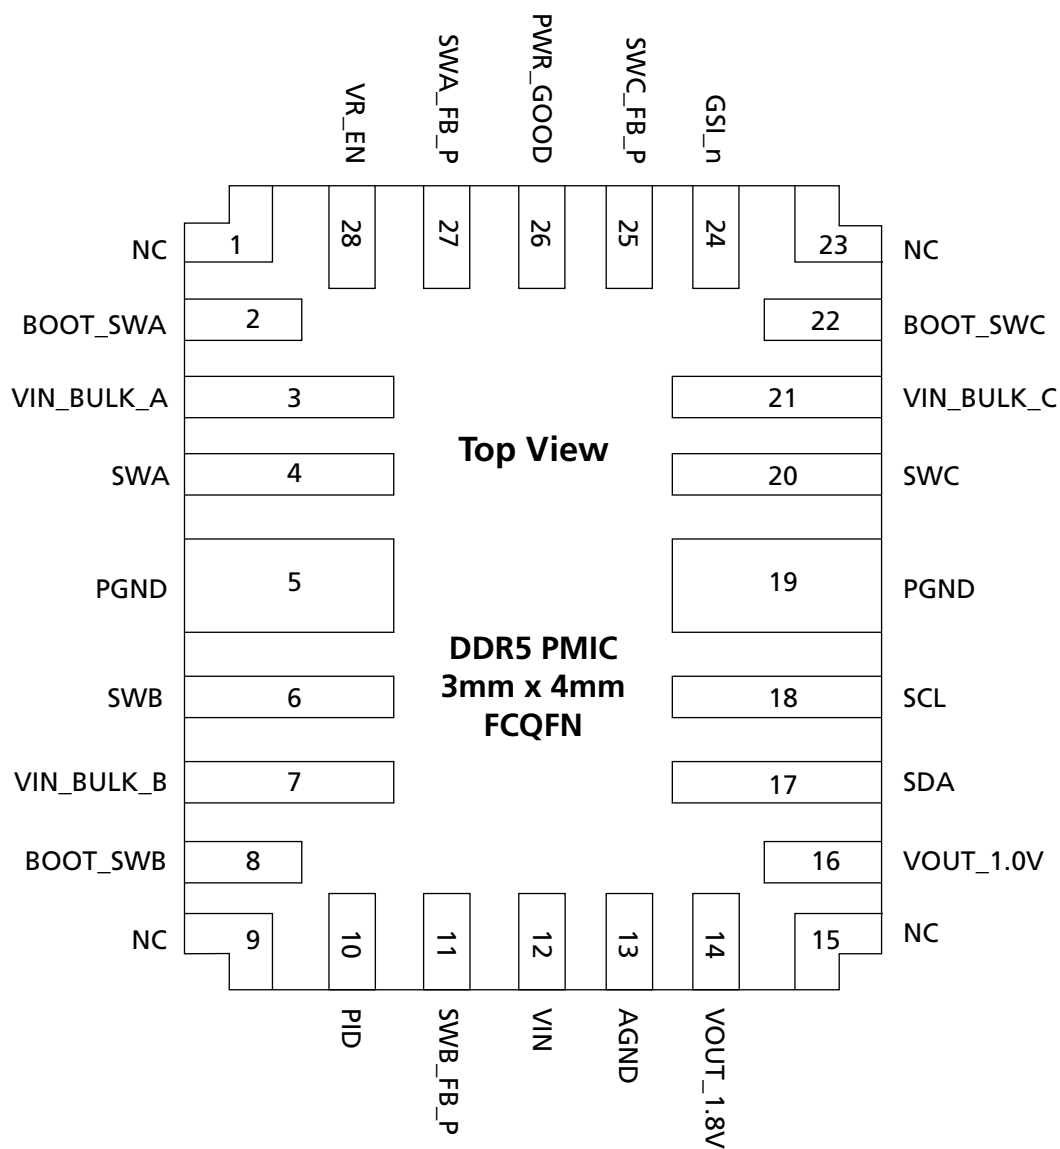 VR_EN
SWA_FB_P
PWR_GOOD
SWC_FB_P
GSI_n
28
27
26
25
24
NC 1
23 NC
BOOT_SWA 2
22 BOOT_SWC
VIN_BULK_A 3
21 VIN_BULK_C
Top View
SWA 4
20 SWC
PGND 5
19 PGND
DDR5 PMIC
3mm x 4mm
FCQFN
SWB 6
18 SCL
VIN_BULK_B 7
17 SDA
BOOT_SWB 8
16 VOUT_1.0V
NC 9
15 NC
10
11
12
13
14
PID
SWB_FB_P
VIN
AGND
VOUT_1.8V